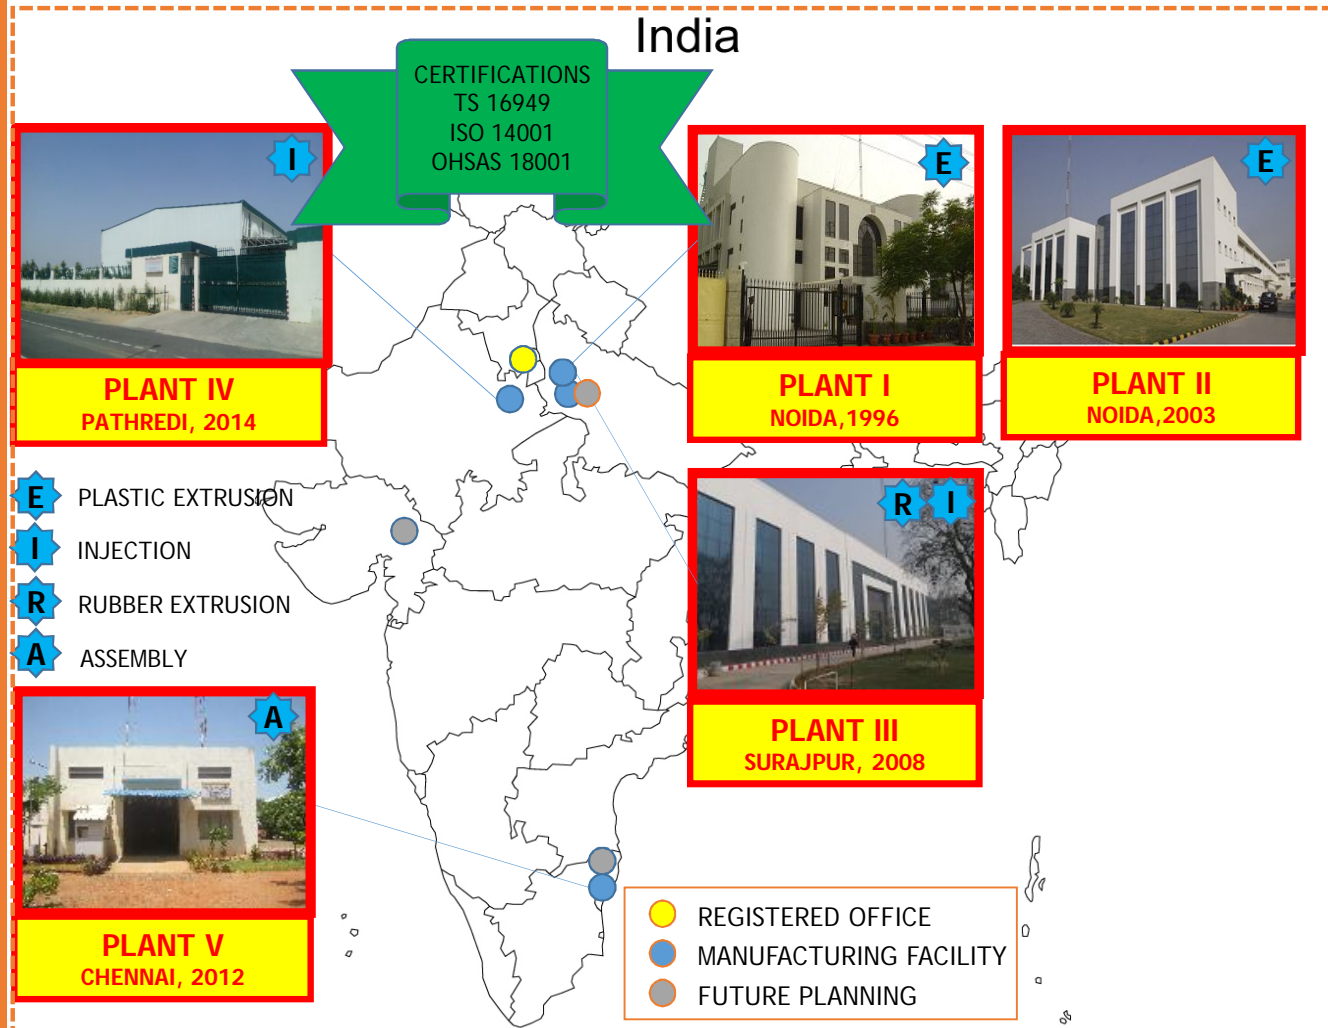 India
CERTIFICATIONS
TS 16949
ISO 14001
OHSAS 18001
I
PLANT IV
PATHREDI, 2014
E
PLANT I
NOIDA,1996
E
PLANT II
NOIDA,2003
E PLASTIC EXTRUSION
I INJECTION
R RUBBER EXTRUSION
A ASSEMBLY
R I
PLANT III
SURAJPUR, 2008
A
PLANT V
CHENNAI, 2012
REGISTERED OFFICE
MANUFACTURING FACILITY
FUTURE PLANNING